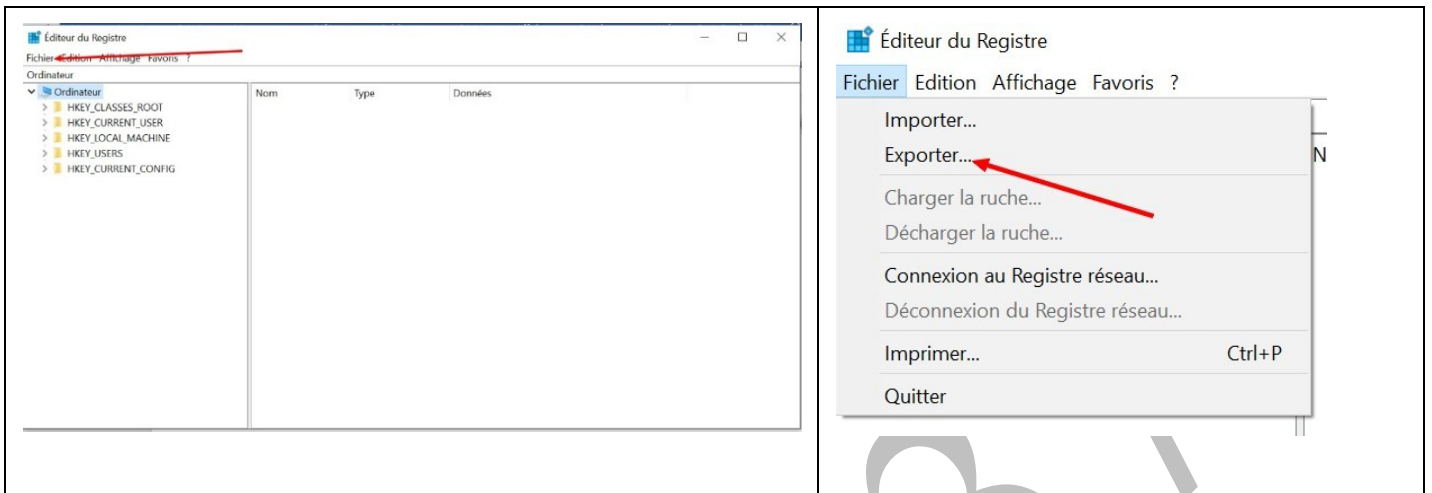 Éditeur du Registre
Fichier Edition Affichage Favoris ?
Ordinateur
Ordinateur
HKEY_CLASSES_ROOT
HKEY_CURRENT_USER
HKEY_LOCAL_MACHINE
HKEY_USERS
HKEY_CURRENT_CONFIG
Nom Type Données
Éditeur du Registre
Fichier Edition Affichage Favoris ?
Importer...
Exporter...
N
Charger la ruche...
Décharger la ruche...
Connexion au Registre réseau...
Déconnexion du Registre réseau...
Imprimer... Ctrl+P
Quitter